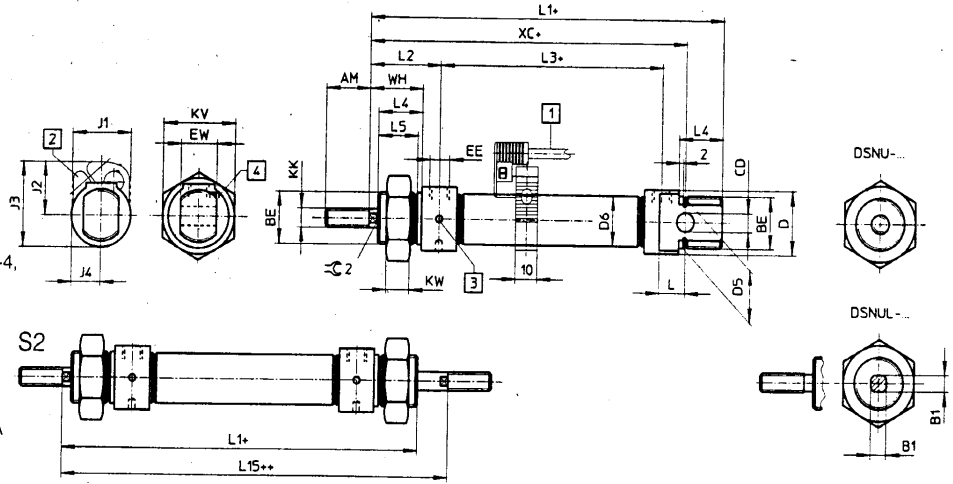 L1+
XC+
L2
L3+
AM
WH
L4
L5
EE
KK
BE
1
8
D6
L4
2
CD
BE
D
DSNU-...
J1
2
J3
J2
J4
-4,
KV
EW
4
2
KW
3
10
L
D5
S2
L1+
L15++
DSNUL-...
B1
B1